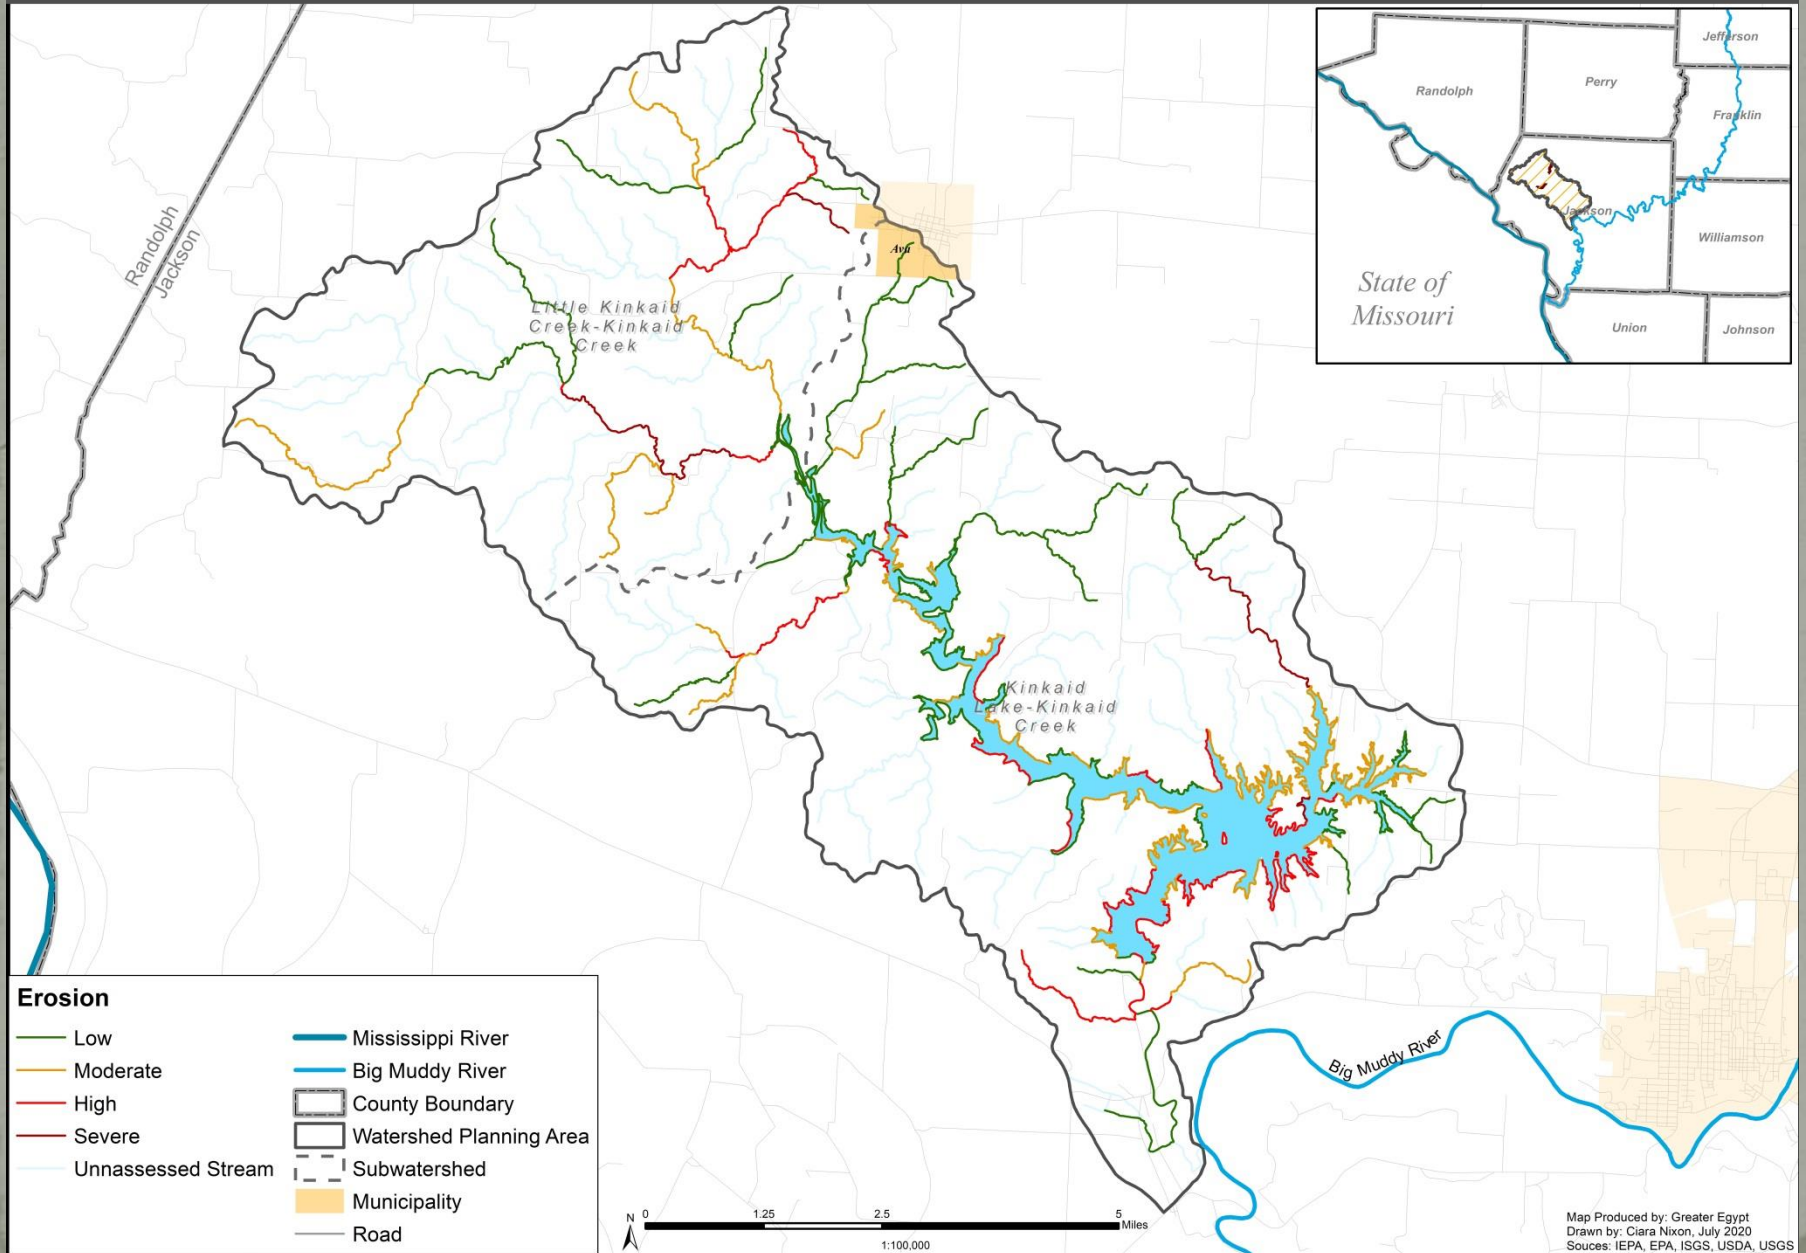 Randolph
Jackson
Little Kinkaid
Creek-Kinkaid
Creek
Ava
Kinkaid
Lake-Kinkaid
Creek
Big Muddy River
Jefferson
Perry
Randolph
Franklin
Jackson
Williamson
State of
Missouri
Union
Johnson
Erosion
Low
Moderate
High
Severe
Unnassessed Stream
Mississippi River
Big Muddy River
County Boundary
Watershed Planning Area
Subwatershed
Municipality
Road
N
0 1.25 2.5 5
Miles
1:100,000
Map Produced by: Greater Egypt
Drawn by: Ciara Nixon, July 2020
Souces: IEPA, EPA, ISGS, USDA, USGS